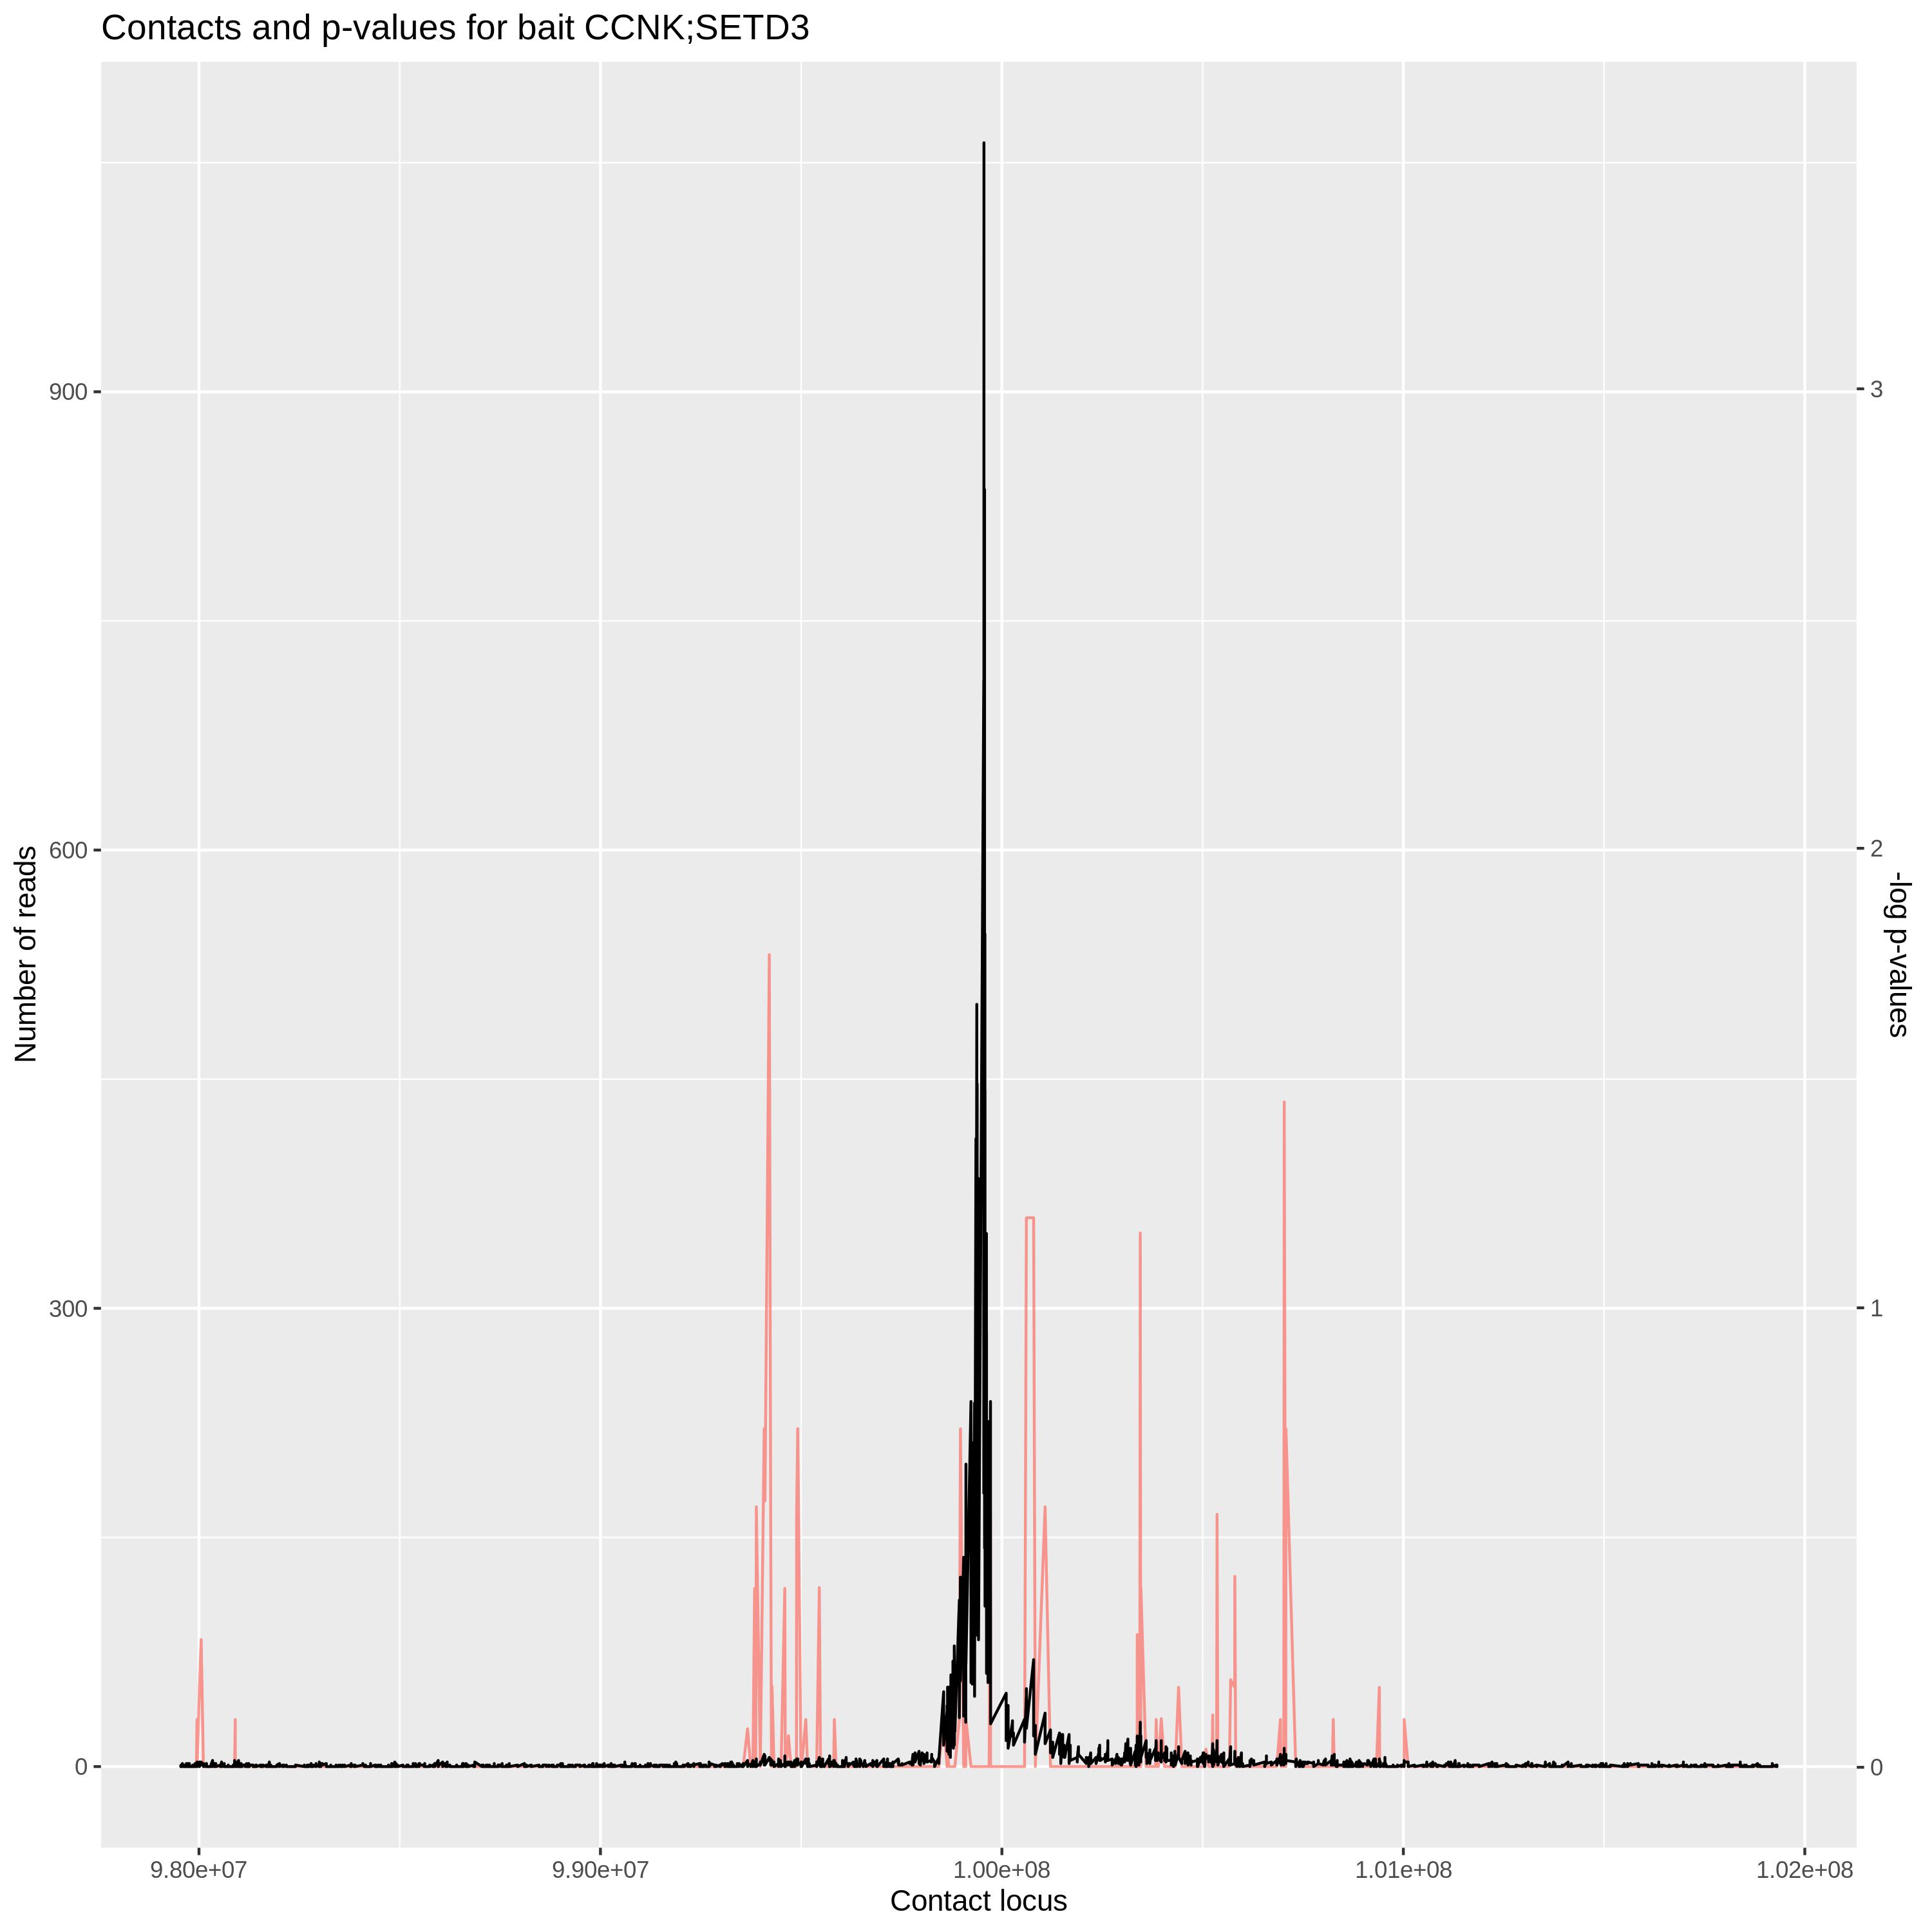 Contacts and p-values for bait CCNK;SETD3
900
600
300
0
Number of reads
3
2
1
0
-log p-values
9.80e+07
9.90e+07
1.00e+08
1.01e+08
1.02e+08
Contact locus